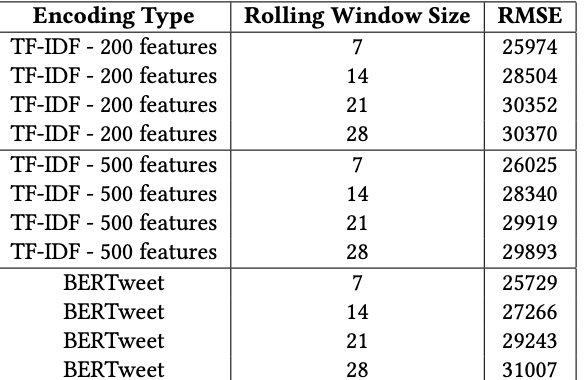 Encoding Type Rolling Window Size RMSE
TF-IDF - 200 features 7 25974
TF-IDF - 200 features 14 28504
TF-IDF - 200 features 21 30352
TF-IDF - 200 features 28 30370
TF-IDF - 500 features 7 26025
TF-IDF - 500 features 14 28340
TF-IDF - 500 features 21 29919
TF-IDF - 500 features 28 29893
BERTweet 7 25729
BERTweet 14 27266
BERTweet 21 29243
BERTweet 28 31007